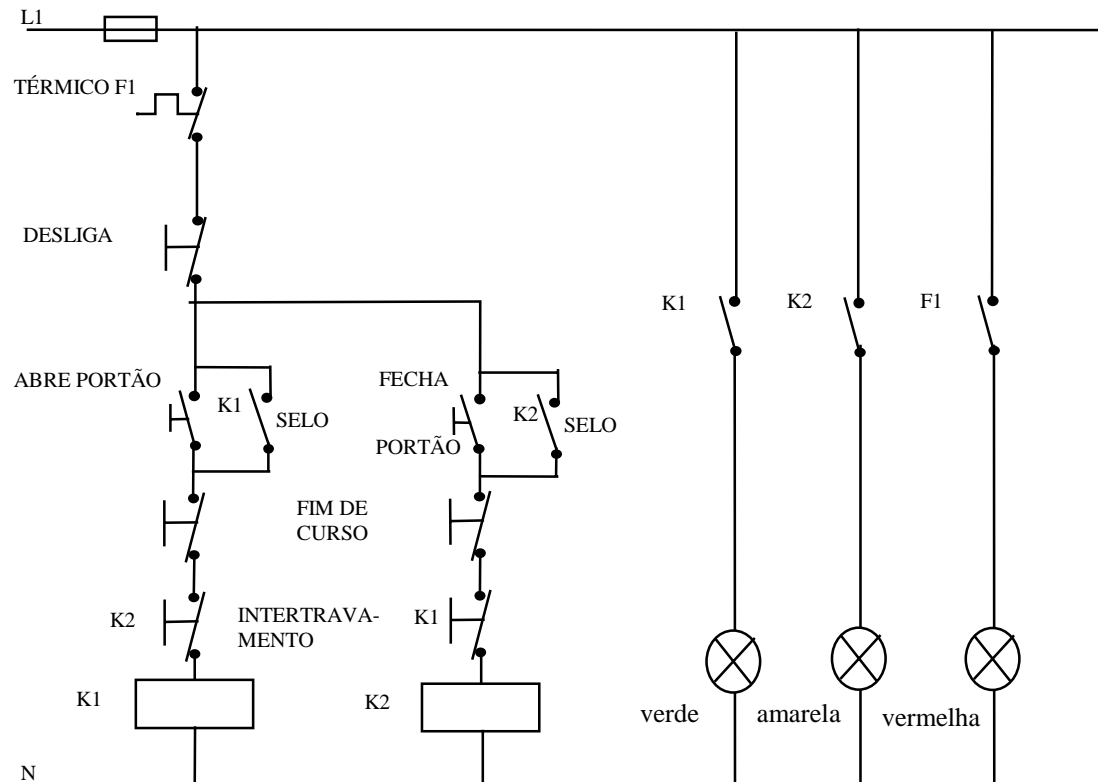 L1
TÉRMICO F1
DESLIGA
K1
K2
F1
ABRE PORTÃO
K1
SELO
FECHA
PORTÃO
K2
SELO
FIM DE
CURSO
K2
INTERTRAVA-
MENTO
K1
K1
K2
verde
amarela
vermelha
N